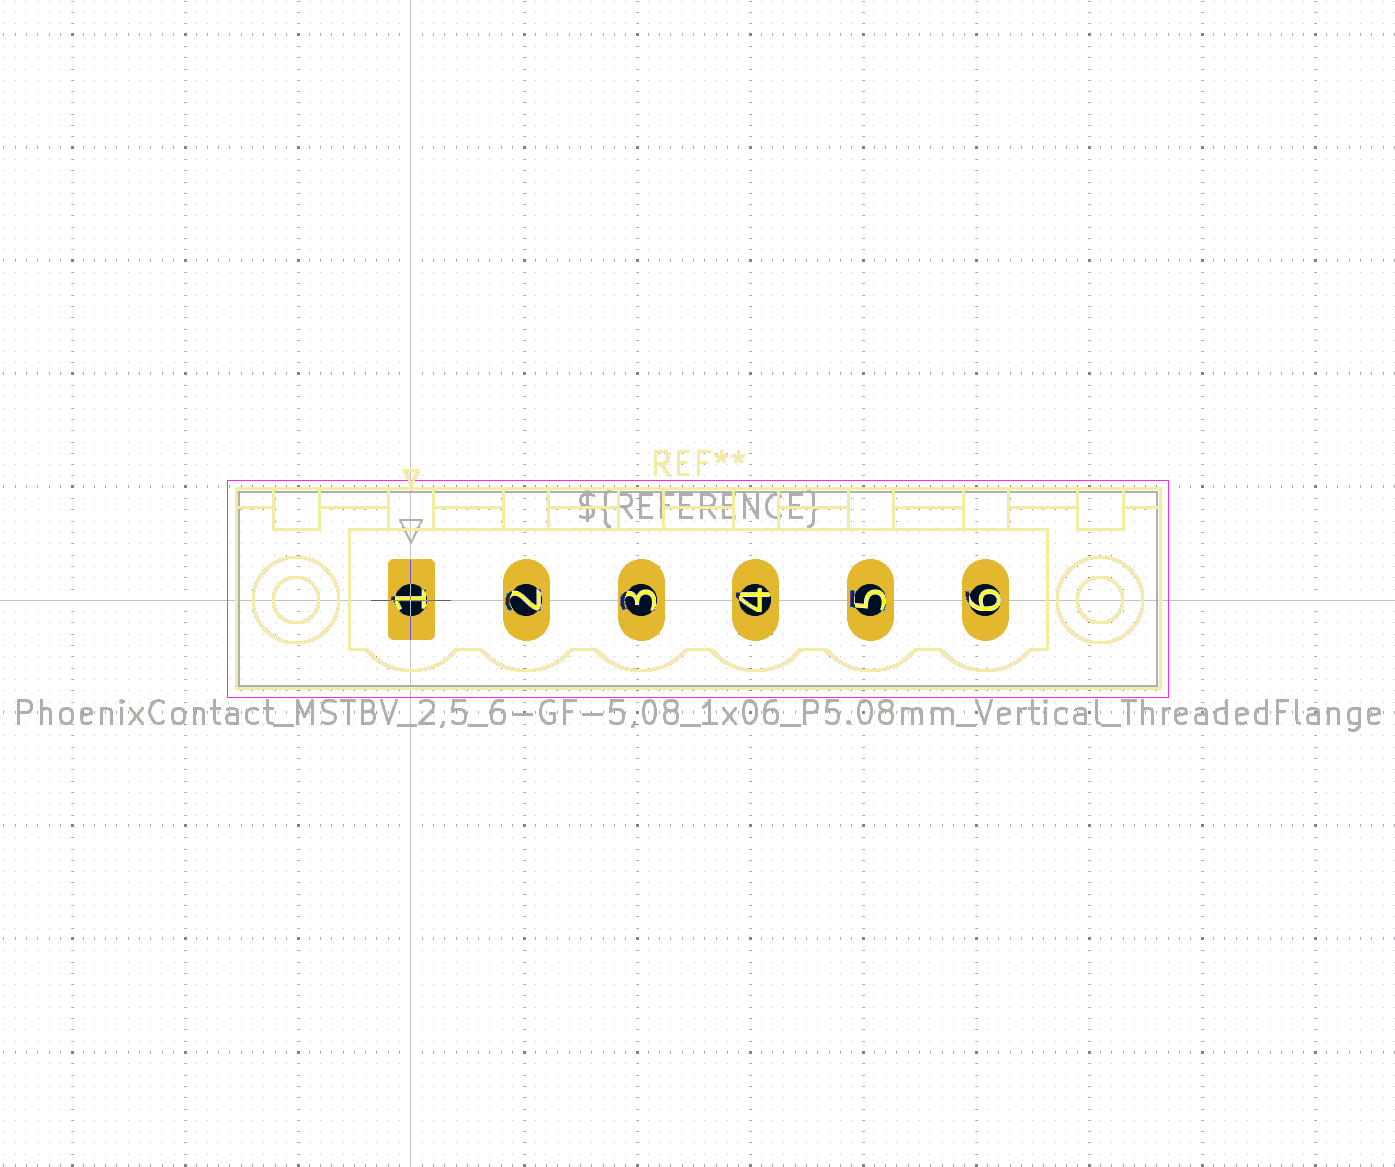 REF**
${REFERENCE}
1 2 3 4 5 6
PhoenixContact_MSTBV_2,5_6-GF-5,08_1x06_P5.08mm_Vertical_ThreadedFlange